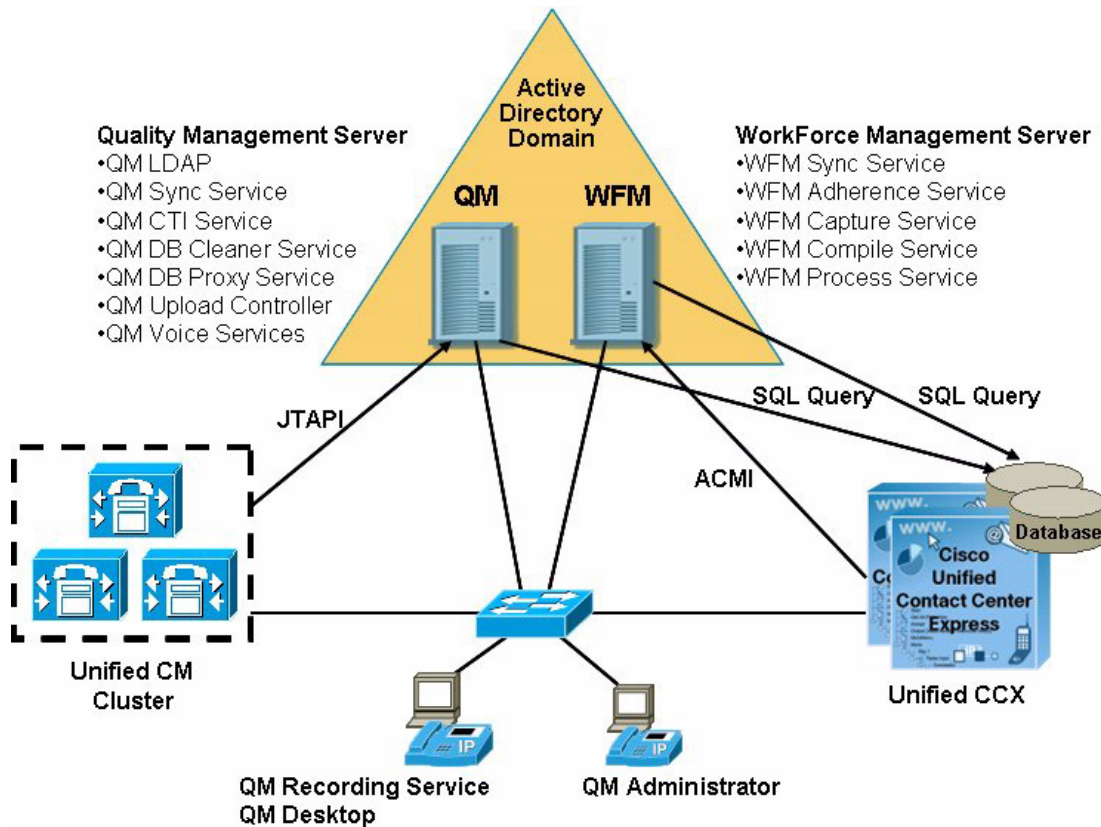 Active
Directory
Domain
Quality Management Server
•QM LDAP
•QM Sync Service
•QM CTI Service
•QM DB Cleaner Service
•QM DB Proxy Service
•QM Upload Controller
•QM Voice Services
QM
WFM
WorkForce Management Server
•WFM Sync Service
•WFM Adherence Service
•WFM Capture Service
•WFM Compile Service
•WFM Process Service
JTAPI
SQL Query
SQL Query
ACMI
Database
www.
www.
@
Cisco
Unified
Contact Center
Express
Unified CM
Cluster
Unified CCX
IP
IP
QM Recording Service
QM Desktop
QM Administrator